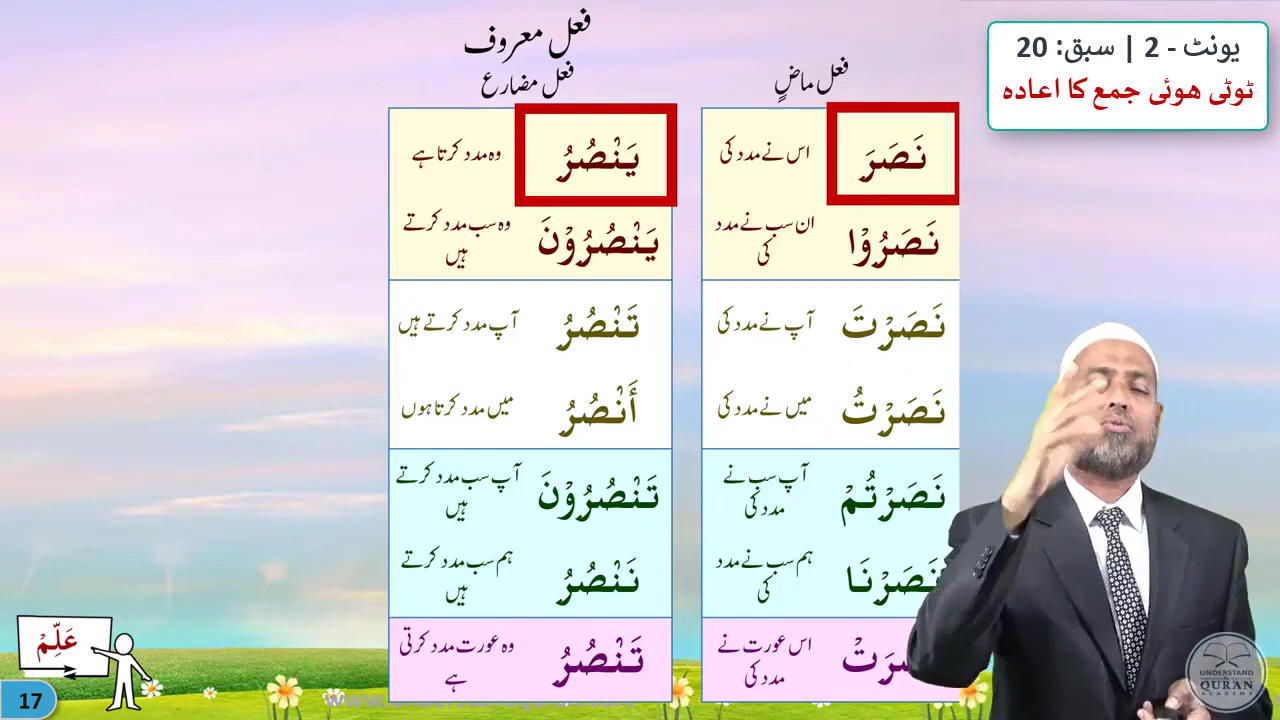 یونٹ - 2 | سبق: 20
ٹوٹی ہوئی جمع کا اعادہ
فعل معروف
فعل ماضٍ
فعل مضارع
نَصَرَ اس نے مدد کی
نَصَرُوْا ان سب نے مدد
کی
نَصَرْتَ آپ نے مدد کی
نَصَرْتُ میں نے مدد کی
نَصَرْتُمْ آپ سب نے
مدد کی
نَصَرْنَا ہم سب نے مدد
کی
اس عورت نے
مدد کی
يَنْصُرُ وہ مدد کرتا ہے
يَنْصُرُوْنَ وہ سب مدد کرتے
ہیں
تَنْصُرُ آپ مدد کرتے ہیں
أَنْصُرُ میں مدد کرتا ہوں
تَنْصُرُوْنَ آپ سب مدد کرتے
ہیں
نَنْصُرُ ہم سب مدد کرتے
ہیں
تَنْصُرُ وہ عورت مدد کرتی
ہے
عَلِّمْ
17
UNDERSTAND
QURAN
ACADEMY